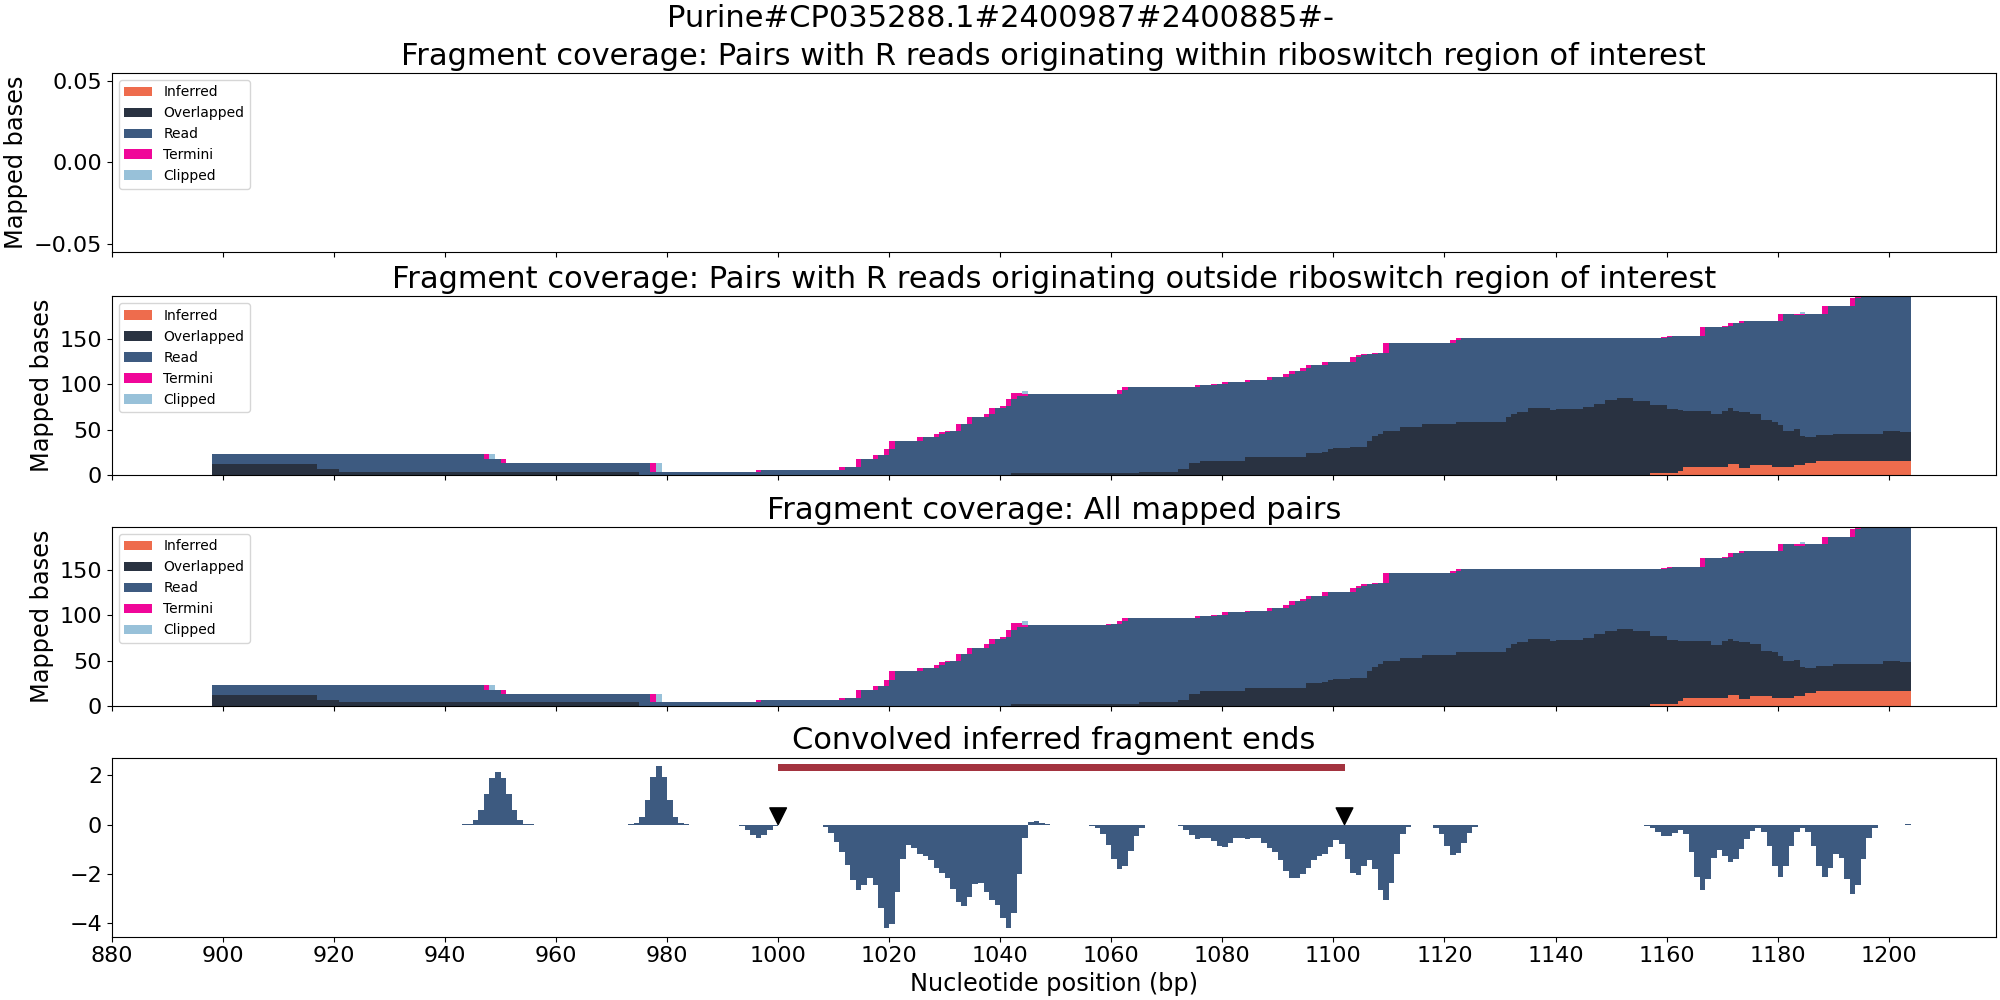 Purine#CP035288.1#2400987#2400885#-
Fragment coverage: Pairs with R reads originating within riboswitch region of interest
Mapped bases
0.05
0.00
−0.05
Inferred
Overlapped
Read
Termini
Clipped
Fragment coverage: Pairs with R reads originating outside riboswitch region of interest
Mapped bases
150
100
50
0
Inferred
Overlapped
Read
Termini
Clipped
Fragment coverage: All mapped pairs
Mapped bases
150
100
50
0
Inferred
Overlapped
Read
Termini
Clipped
Convolved inferred fragment ends
2
0
−2
−4
880 900 920 940 960 980 1000 1020 1040 1060 1080 1100 1120 1140 1160 1180 1200
Nucleotide position (bp)